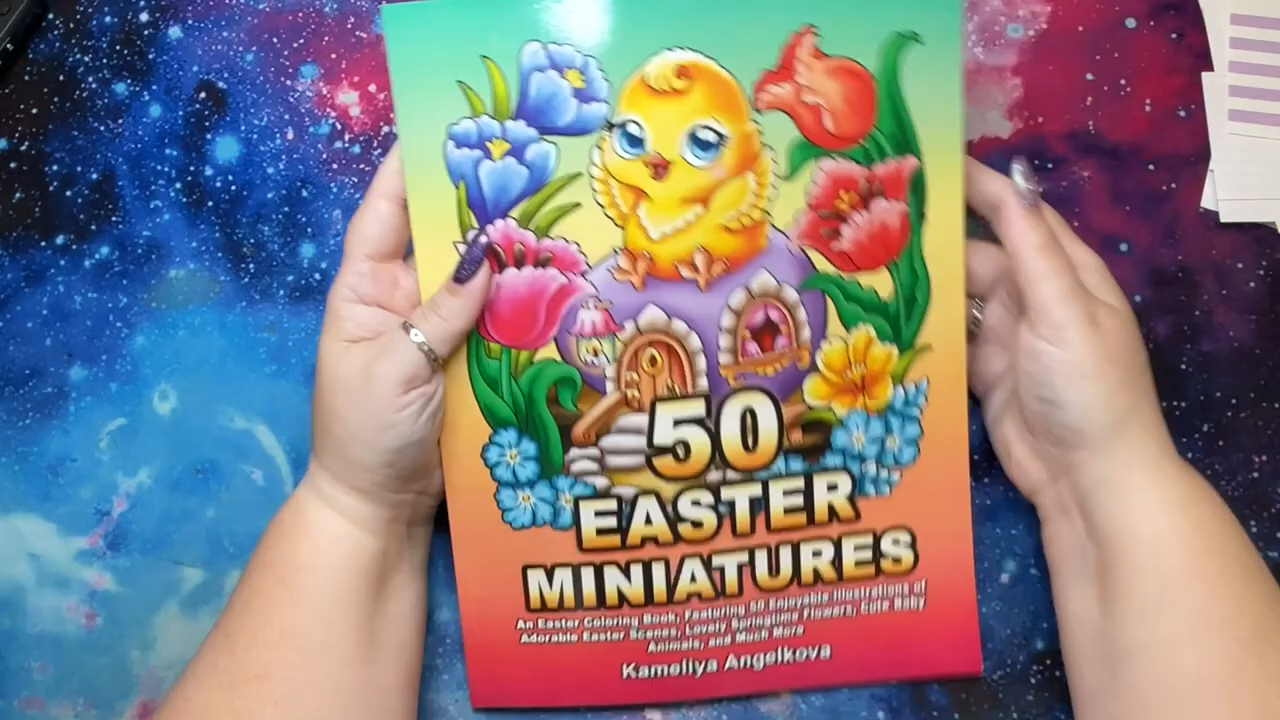 50
EASTER
MINIATURES
An Easter Coloring Book, Featuring 50 Enjoyable Illustrations of
Adorable Easter Scenes, Lovely Springtime Flowers, Cute Baby
Animals, and Much More
Kameliya Angelkova